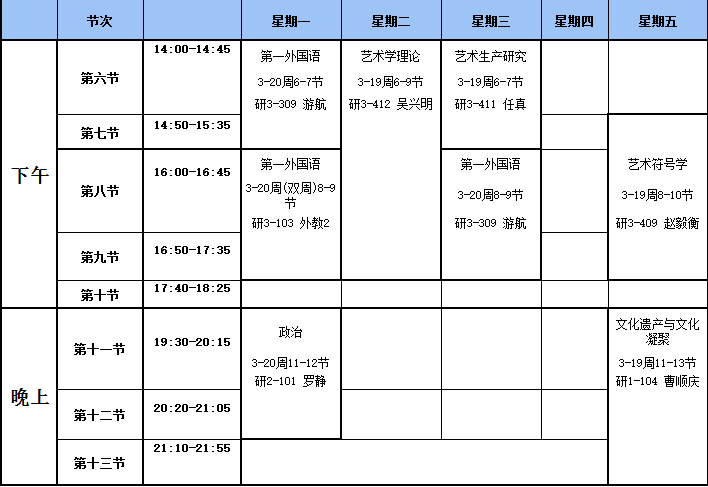 节次 星期一 星期二 星期三 星期四 星期五
下午
第六节 14:00-14:45
第一外国语
3-20周6-7节
研3-309 游航
艺术学理论
3-19周6-9节
研3-412 吴兴明
艺术生产研究
3-19周6-7节
研3-411 任真
第七节 14:50-15:35
第八节 16:00-16:45
第一外国语
3-20周(双周)8-9
节
研3-103 外教2
第一外国语
3-20周8-9节
研3-309 游航
艺术符号学
3-19周8-10节
研3-409 赵毅衡
第九节 16:50-17:35
第十节 17:40-18:25
晚上
第十一节 19:30-20:15
政治
3-20周11-12节
研2-101 罗静
文化遗产与文化
凝聚
3-19周11-13节
研1-104 曹顺庆
第十二节 20:20-21:05
第十三节 21:10-21:55